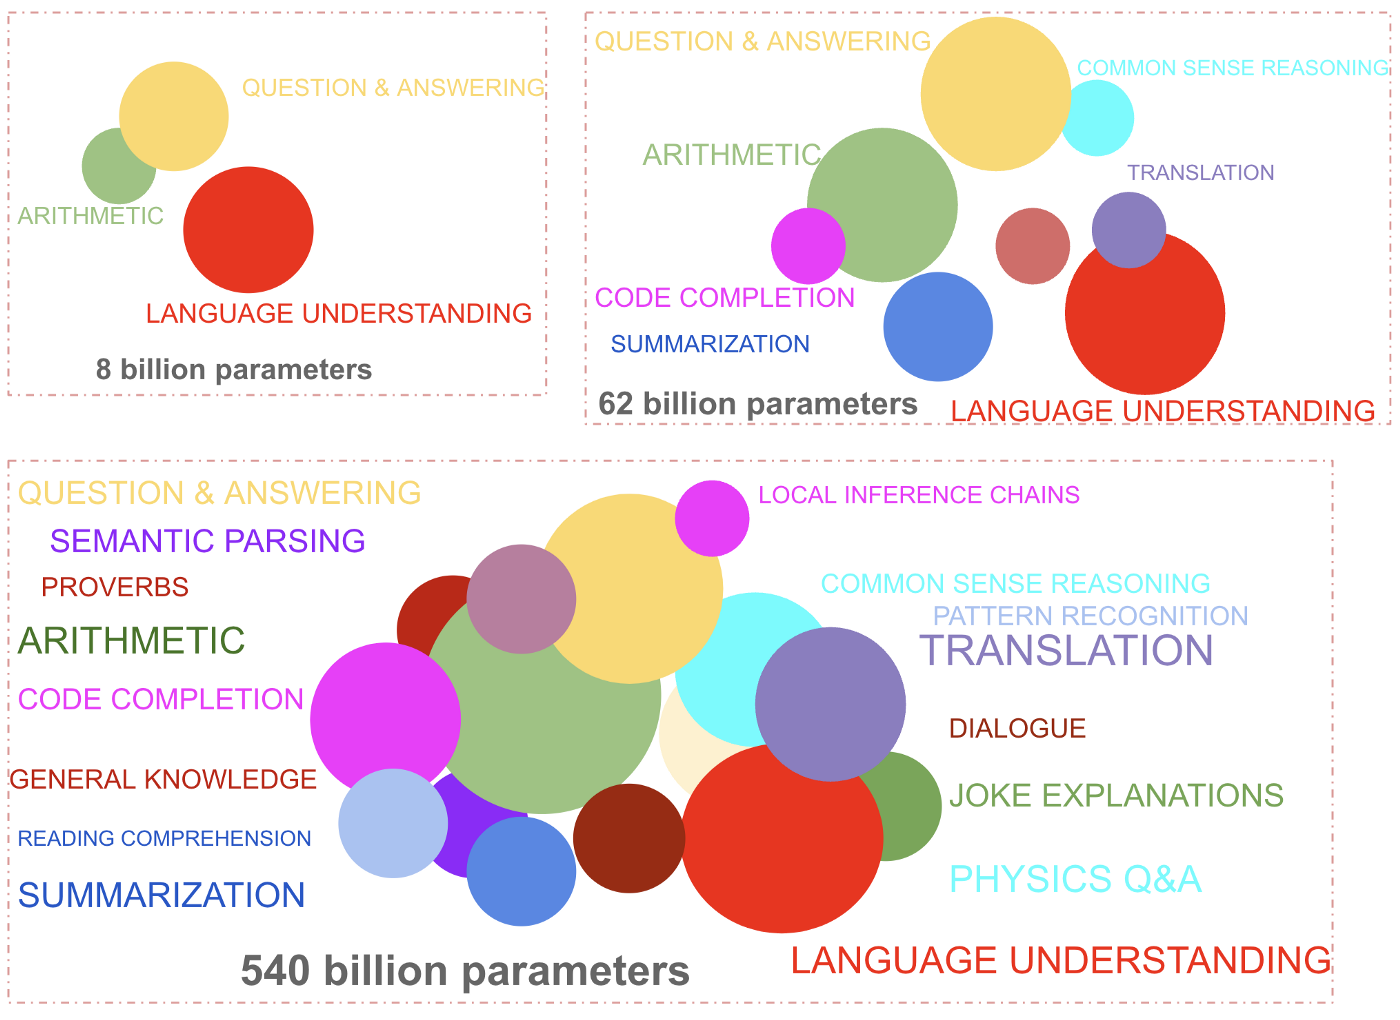 QUESTION & ANSWERING
ARITHMETIC
LANGUAGE UNDERSTANDING
8 billion parameters
QUESTION & ANSWERING
COMMON SENSE REASONING
ARITHMETIC
TRANSLATION
CODE COMPLETION
SUMMARIZATION
62 billion parameters
LANGUAGE UNDERSTANDING
QUESTION & ANSWERING
LOCAL INFERENCE CHAINS
SEMANTIC PARSING
PROVERBS
COMMON SENSE REASONING
PATTERN RECOGNITION
ARITHMETIC
TRANSLATION
CODE COMPLETION
DIALOGUE
GENERAL KNOWLEDGE
JOKE EXPLANATIONS
READING COMPREHENSION
PHYSICS Q&A
SUMMARIZATION
LANGUAGE UNDERSTANDING
540 billion parameters